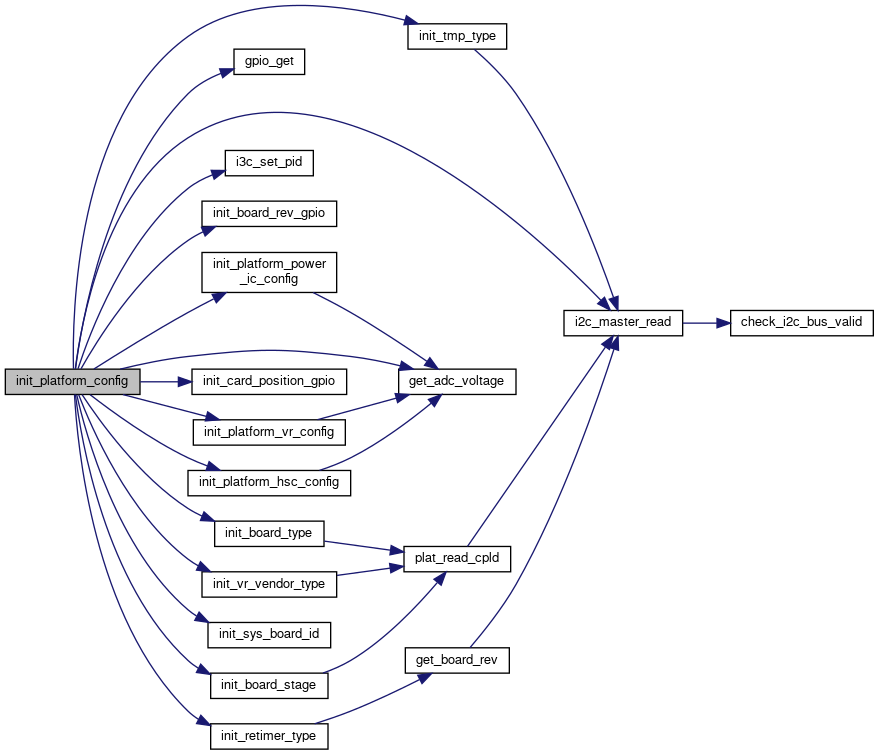 init_tmp_type
gpio_get
i3c_set_pid
init_board_rev_gpio
init_platform_power
_ic_config
i2c_master_read
check_i2c_bus_valid
init_platform_config
init_card_position_gpio
get_adc_voltage
init_platform_vr_config
init_platform_hsc_config
init_board_type
plat_read_cpld
init_vr_vendor_type
init_sys_board_id
get_board_rev
init_board_stage
init_retimer_type